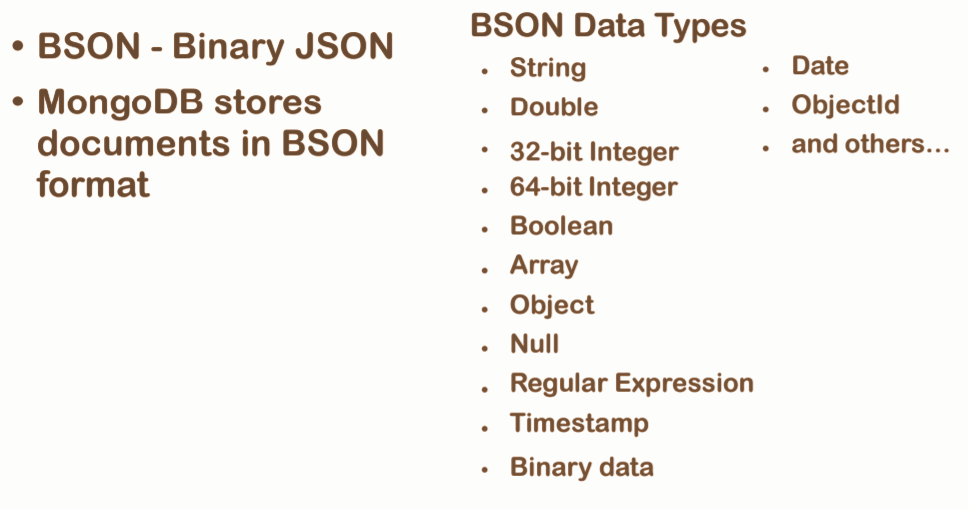 • BSON - Binary JSON
• MongoDB stores
documents in BSON
format
BSON Data Types
• String
• Double
• 32-bit Integer
• 64-bit Integer
• Boolean
• Array
• Object
• Null
• Regular Expression
• Timestamp
• Binary data
• Date
• ObjectId
• and others...